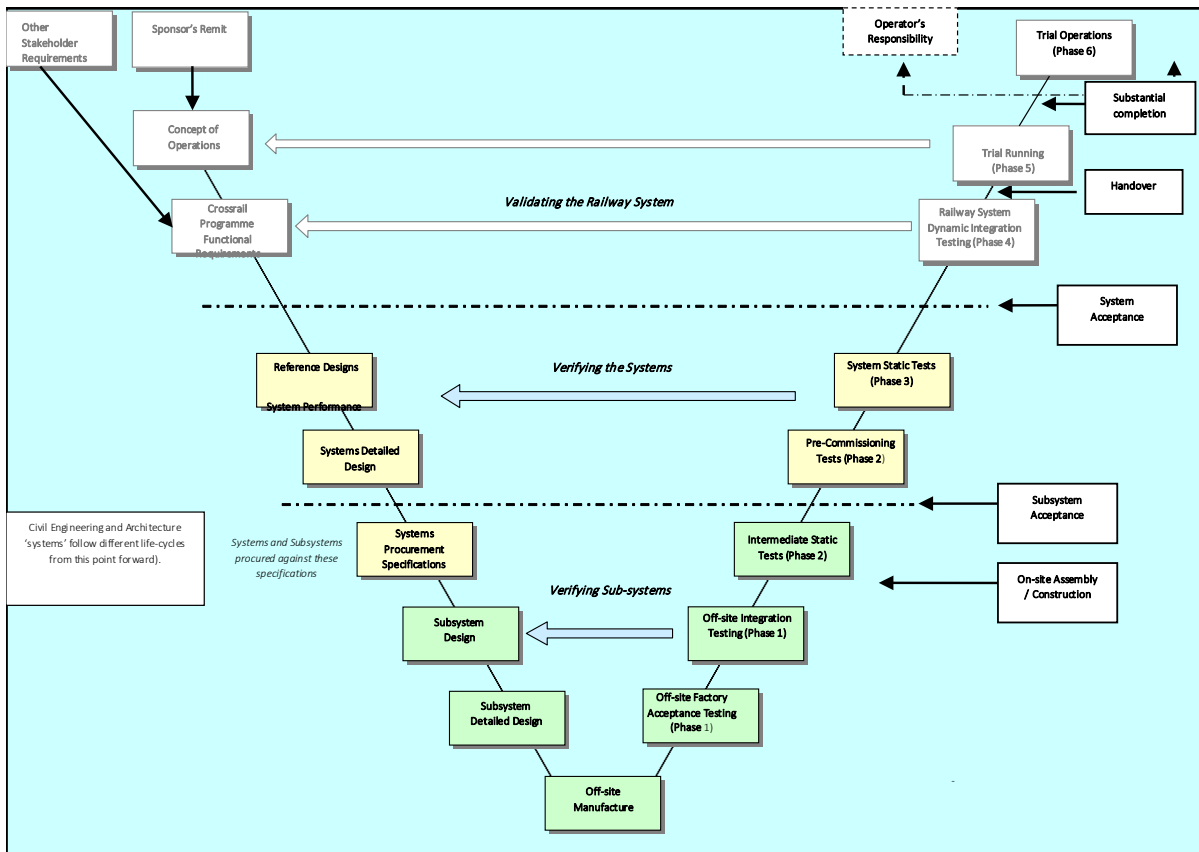 Other
Stakeholder
Requirements
Sponsor's Remit
Operator's
Responsibility
Trial Operations
(Phase 6)
Substantial
completion
Concept of
Operations
Trial Running
(Phase 5)
Handover
Validating the Railway System
Crossrail
Programme
Functional
Requirements
Railway System
Dynamic Integration
Testing (Phase 4)
System
Acceptance
Reference Designs
System Performance
Verifying the Systems
System Static Tests
(Phase 3)
Systems Detailed
Design
Pre-Commissioning
Tests (Phase 2)
Subsystem
Acceptance
Civil Engineering and Architecture
'systems' follow different life-cycles
from this point forward).
Systems and Subsystems
procured against these
specifications
Systems
Procurement
Specifications
Intermediate Static
Tests (Phase 2)
On-site Assembly
/ Construction
Verifying Sub-systems
Subsystem
Design
Off-site Integration
Testing (Phase 1)
Subsystem
Detailed Design
Off-site Factory
Acceptance Testing
(Phase 1)
Off-site
Manufacture